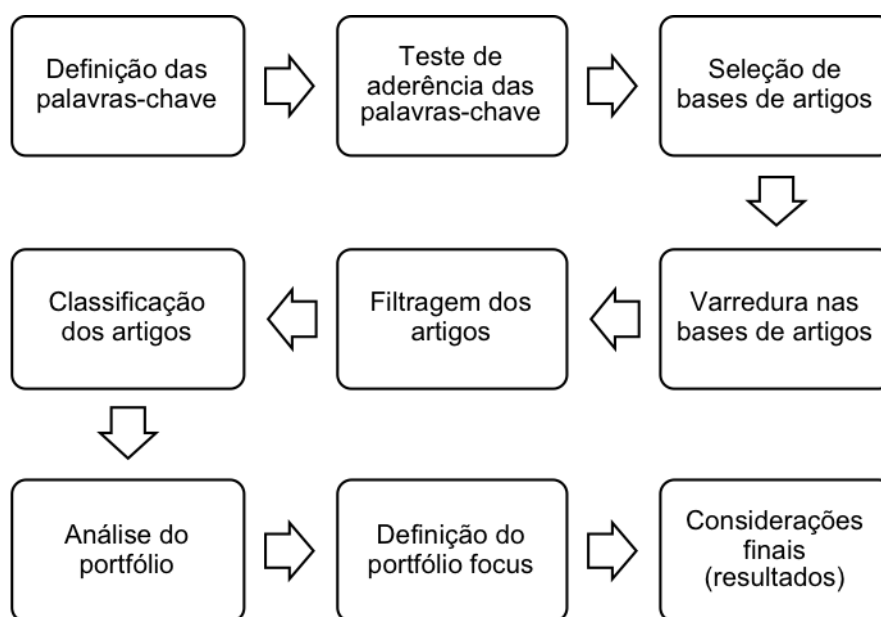 Definição das
palavras-chave
Teste de
aderência das
palavras-chave
Seleção de
bases de artigos
Varredura nas
bases de artigos
Filtragem dos
artigos
Classificação
dos artigos
Análise do
portfólio
Definição do
portfólio focus
Considerações
finais
(resultados)